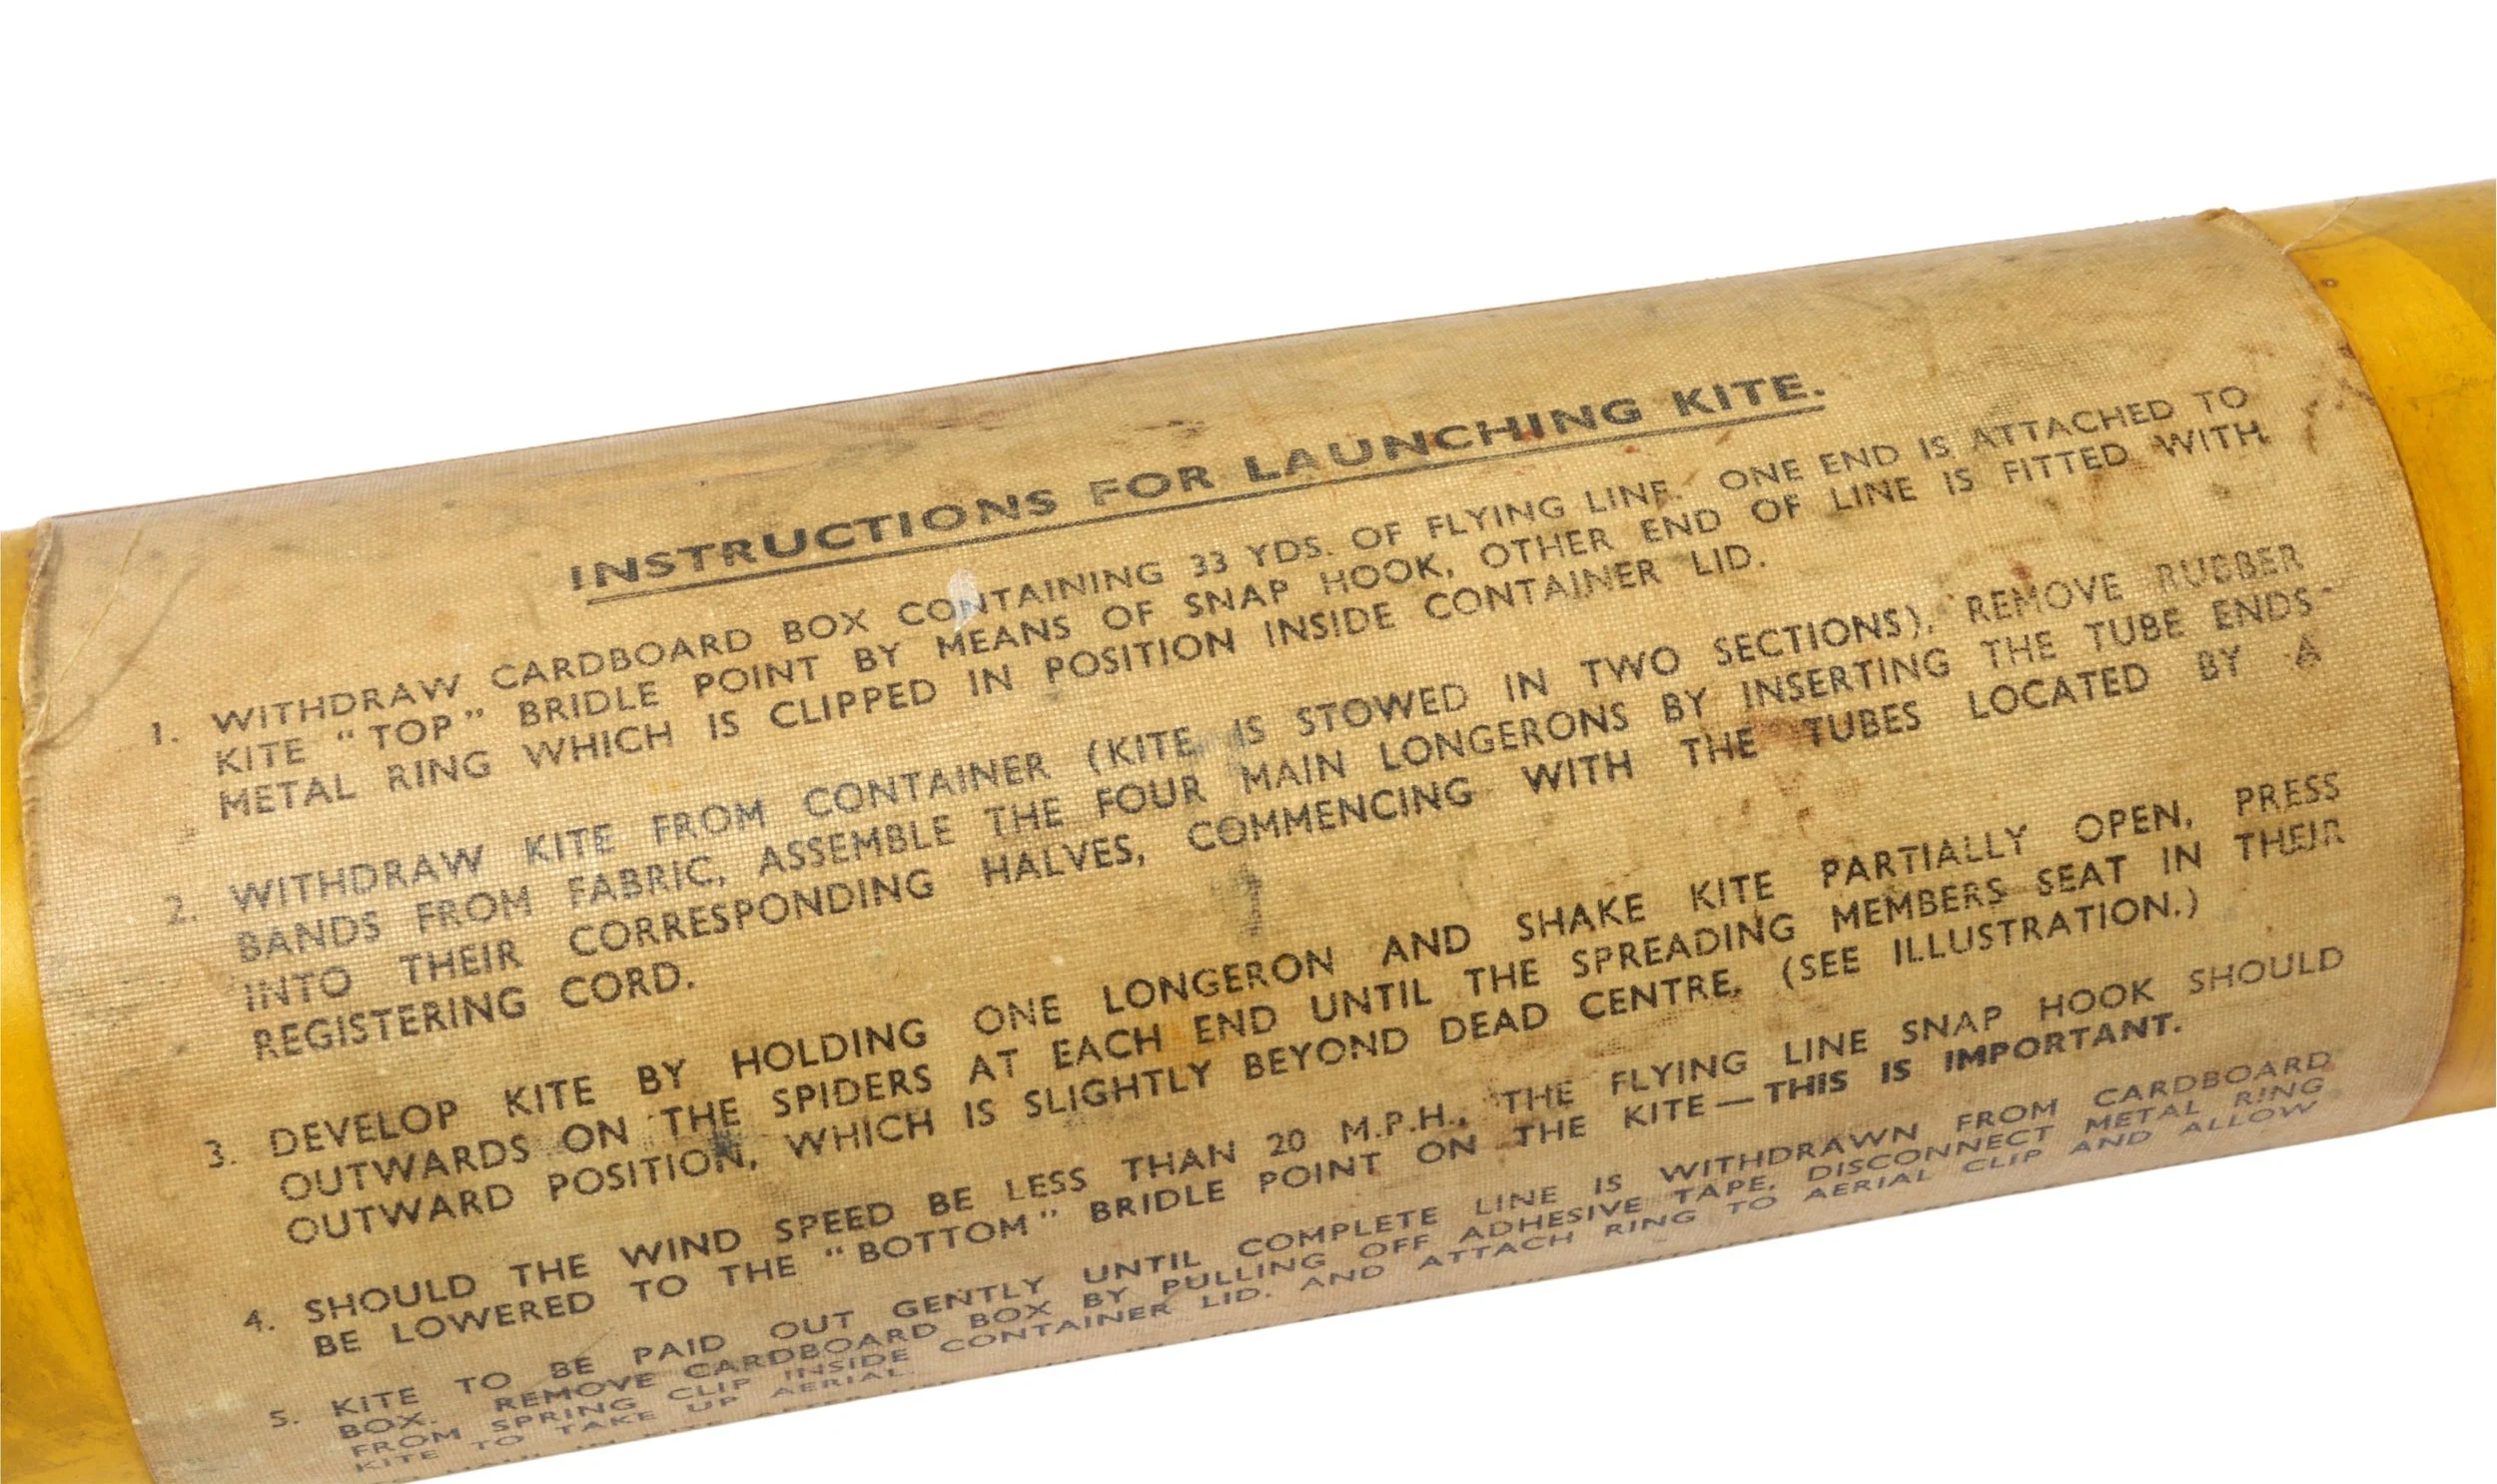 INSTRUCTIONS FOR LAUNCHING KITE.
1. WITHDRAW CARDBOARD BOX CONTAINING 33 YDS. OF FLYING LINE. ONE END IS ATTACHED TO
KITE "TOP" BRIDLE POINT BY MEANS OF SNAP HOOK, OTHER END OF LINE IS FITTED WITH
METAL RING WHICH IS CLIPPED IN POSITION INSIDE CONTAINER LID.
2. WITHDRAW KITE FROM CONTAINER (KITE IS STOWED IN TWO SECTIONS), REMOVE RUBBER
BANDS FROM FABRIC, ASSEMBLE THE FOUR MAIN LONGERONS BY INSERTING THE TUBE ENDS
INTO THEIR CORRESPONDING HALVES, COMMENCING WITH THE TUBES LOCATED BY A
REGISTERING CORD.
3. DEVELOP KITE BY HOLDING ONE LONGERON AND SHAKE KITE PARTIALLY OPEN, PRESS
OUTWARDS ON THE SPIDERS AT EACH END UNTIL THE SPREADING MEMBERS SEAT IN THEIR
OUTWARD POSITION, WHICH IS SLIGHTLY BEYOND DEAD CENTRE. (SEE ILLUSTRATION.)
4. SHOULD THE WIND SPEED BE LESS THAN 20 M.P.H., THE FLYING LINE SNAP HOOK SHOULD
BE LOWERED TO THE "BOTTOM" BRIDLE POINT ON THE KITE—THIS IS IMPORTANT.
5. KITE TO BE PAID OUT GENTLY UNTIL COMPLETE LINE IS WITHDRAWN FROM CARDBOARD
BOX. REMOVE CARDBOARD BOX BY PULLING OFF ADHESIVE TAPE, DISCONNECT METAL RING
FROM SPRING CLIP INSIDE CONTAINER LID, AND ATTACH RING TO AERIAL CLIP AND ALLOW
KITE TO TAKE UP AERIAL.